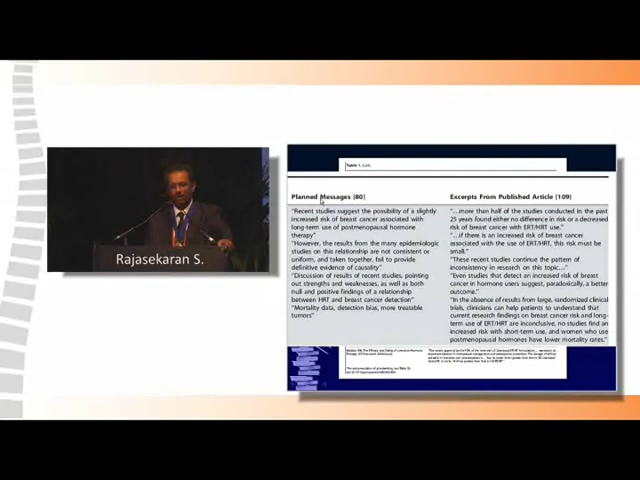 Rajasekaran S.
Table 1. Cont.
Planned Messages [80]
"Recent studies suggest the possibility of a slightly
increased risk of breast cancer associated with
long-term use of postmenopausal hormone
therapy"
"However, the results from the many epidemiologic
studies on this relationship are not consistent or
uniform, and taken together, fail to provide
definitive evidence of causality"
"Discussion of results of recent studies, pointing
out strengths and weaknesses, as well as both
null and positive findings of a relationship
between HRT and breast cancer detection"
"Mortality data, detection bias, more treatable
tumors"
Excerpts From Published Article [109]
"…more than half of the studies conducted in the past
25 years found either no difference in risk or a decreased
risk of breast cancer with ERT/HRT use."
"…if there is an increased risk of breast cancer
associated with the use of ERT/HRT, this risk must be
small."
"These recent studies continue the pattern of
inconsistency in research on this topic…"
"Even studies that detect an increased risk of breast
cancer in hormone users suggest, paradoxically, a better
outcome."
"In the absence of results from large, randomized clinical
trials, clinicians can help patients to understand that
current research findings on breast cancer risk and long-
term use of ERT/HRT are inconclusive, no studies find an
increased risk with short-term use, and women who use
postmenopausal hormones have lower mortality rates."